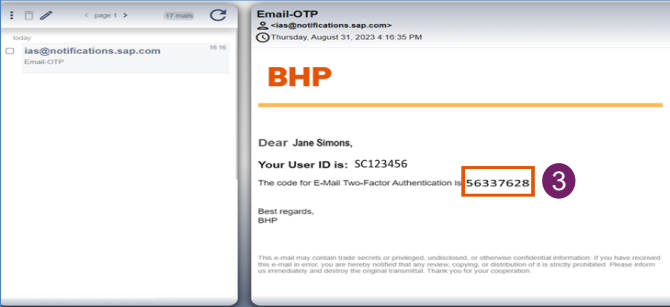 < page 1 >
17 mails
today
ias@notifications.sap.com
16:16
Email-OTP
Email-OTP
<ias@notifications.sap.com>
Thursday, August 31, 2023 4:16:35 PM
BHP
Dear Jane Simons,
Your User ID is: SC123456
The code for E-Mail Two-Factor Authentication is 56337628
3
Best regards,
BHP
This e-mail may contain trade secrets or privileged, undisclosed, or otherwise confidential information. If you have received
this e-mail in error, you are hereby notified that any review, copying, or distribution of it is strictly prohibited. Please inform
us immediately and destroy the original transmittal. Thank you for your cooperation.